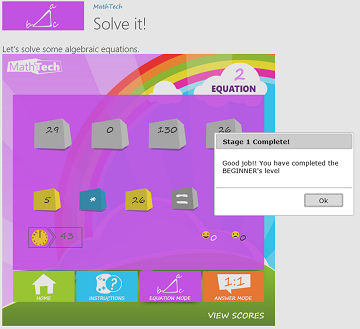 MathTech
a
b
c
Solve it!
Let's solve some algebraic equations.
MathTech
2
EQUATION
29
0
130
26
Stage 1 Complete!
Good job!! You have completed the
BEGINNER's level
Ok
5
*
26
=
43
0
0
HOME
INSTRUCTIONS
a
b
c
EQUATION MODE
1:1
ANSWER MODE
VIEW SCORES